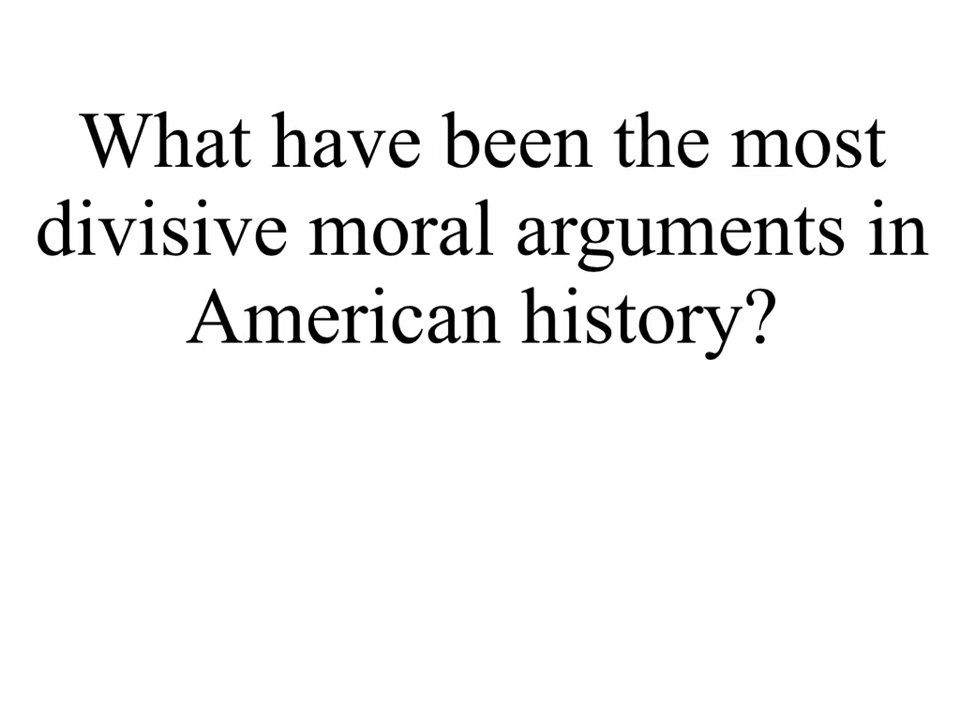 What have been the most
divisive moral arguments in
American history?